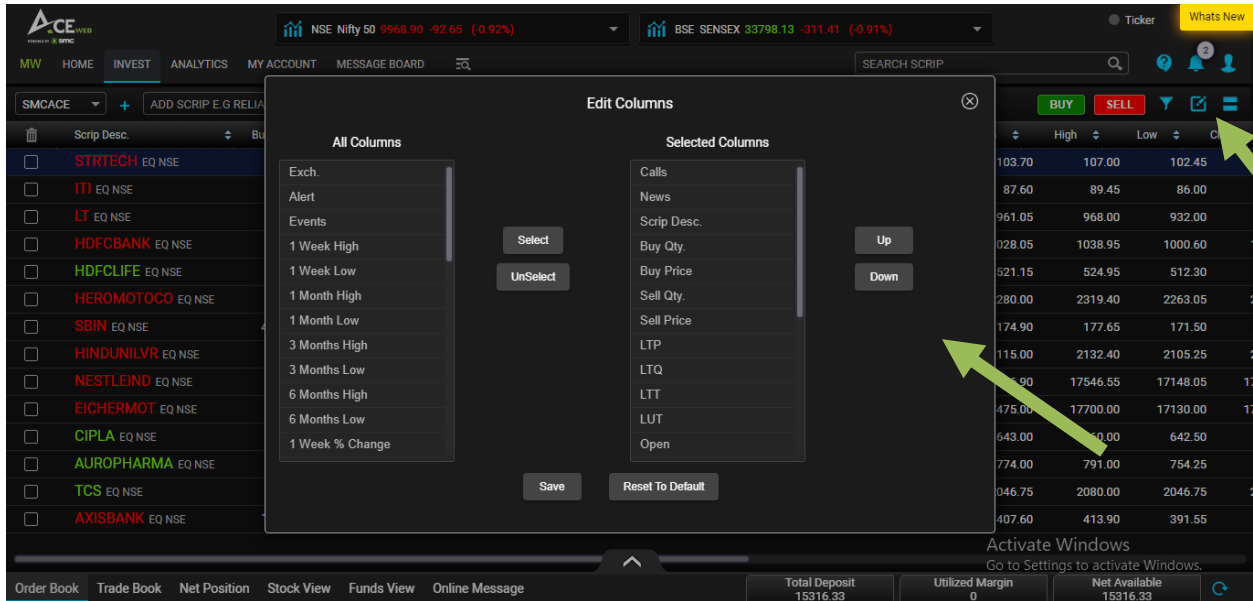 ACE WEB
POWERED BY smc
NSE Nifty 50 9968.90 -92.65 (-0.92%)
BSE SENSEX 33798.13 -311.41 (-0.91%)
Ticker
Whats New
MW HOME INVEST ANALYTICS MY ACCOUNT MESSAGE BOARD
SEARCH SCRIP
2
SMCACE + ADD SCRIP E.G RELIA
BUY SELL
Scrip Desc. Bu
High Low
STRTECH EQ NSE 103.70 107.00 102.45
ITI EQ NSE 87.60 89.45 86.00
LT EQ NSE 961.05 968.00 932.00
HDFCBANK EQ NSE 028.05 1038.95 1000.60
HDFCLIFE EQ NSE 521.15 524.95 512.30
HEROMOTOCO EQ NSE 280.00 2319.40 2263.05
SBIN EQ NSE 174.90 177.65 171.50
HINDUNILVR EQ NSE 115.00 2132.40 2105.25
NESTLEIND EQ NSE 17546.55 17148.05
EICHERMOT EQ NSE 475.00 17700.00 17130.00
CIPLA EQ NSE 643.00 642.50
AUROPHARMA EQ NSE 774.00 791.00 754.25
TCS EQ NSE 046.75 2080.00 2046.75
AXISBANK EQ NSE 407.60 413.90 391.55
Edit Columns
All Columns
Exch.
Alert
Events
1 Week High
1 Week Low
1 Month High
1 Month Low
3 Months High
3 Months Low
6 Months High
6 Months Low
1 Week % Change
Select
UnSelect
Selected Columns
Calls
News
Scrip Desc.
Buy Qty.
Buy Price
Sell Qty.
Sell Price
LTP
LTQ
LTT
LUT
Open
Up
Down
Save Reset To Default
Activate Windows
Go to Settings to activate Windows.
Order Book Trade Book Net Position Stock View Funds View Online Message
Total Deposit
15316.33
Utilized Margin
0
Net Available
15316.33